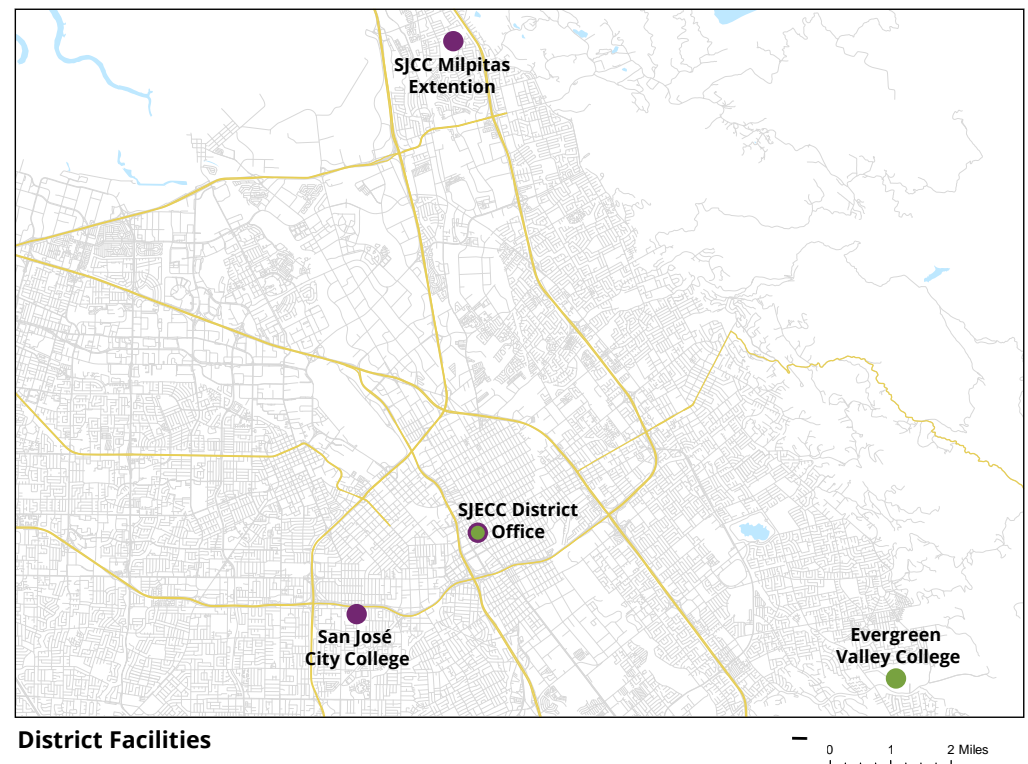 SJCC Milpitas
Extention
SJECC District
Office
San José
City College
Evergreen
Valley College
District Facilities
0 1 2 Miles